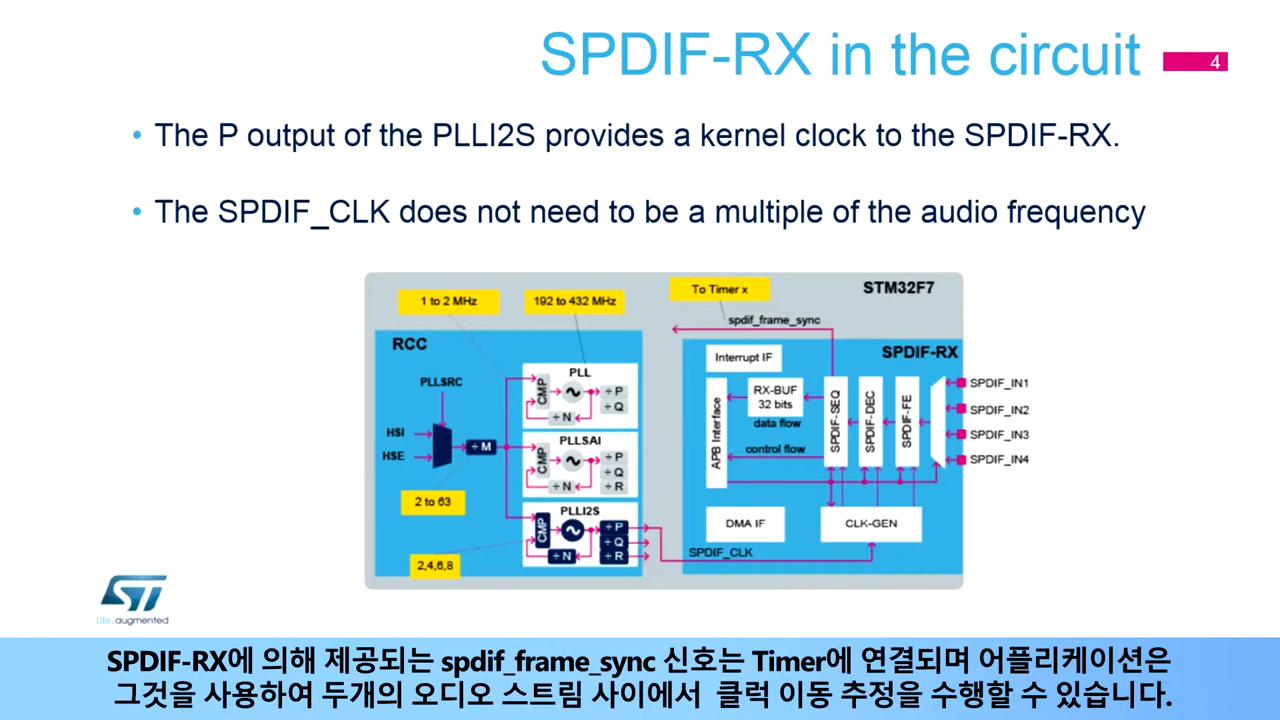 SPDIF-RX in the circuit
4
• The P output of the PLLI2S provides a kernel clock to the SPDIF-RX.
• The SPDIF_CLK does not need to be a multiple of the audio frequency
1 to 2 MHz
192 to 432 MHz
To Timer x
STM32F7
spdif_frame_sync
RCC
SPDIF-RX
PLL
CMP
÷ P
÷ Q
÷ N
PLLSRC
HSI
HSE
÷ M
PLLSAI
CMP
÷ P
÷ Q
÷ R
÷ N
2 to 63
PLLI2S
CMP
÷ P
÷ Q
÷ R
÷ N
2,4,6,8
SPDIF_CLK
Interrupt IF
APB Interface
RX-BUF
32 bits
data flow
control flow
SPDIF-SEQ
SPDIF-DEC
SPDIF-FE
SPDIF_IN1
SPDIF_IN2
SPDIF_IN3
SPDIF_IN4
DMA IF
CLK-GEN
ST
life.augmented
SPDIF-RX에 의해 제공되는 spdif_frame_sync 신호는 Timer에 연결되며 어플리케이션은
그것을 사용하여 두개의 오디오 스트림 사이에서 클럭 이동 추정을 수행할 수 있습니다.